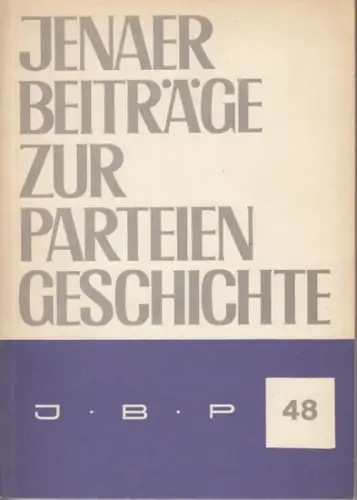 JENAER
BEITRÄGE
ZUR
PARTEIEN
GESCHICHTE
J · B · P 48